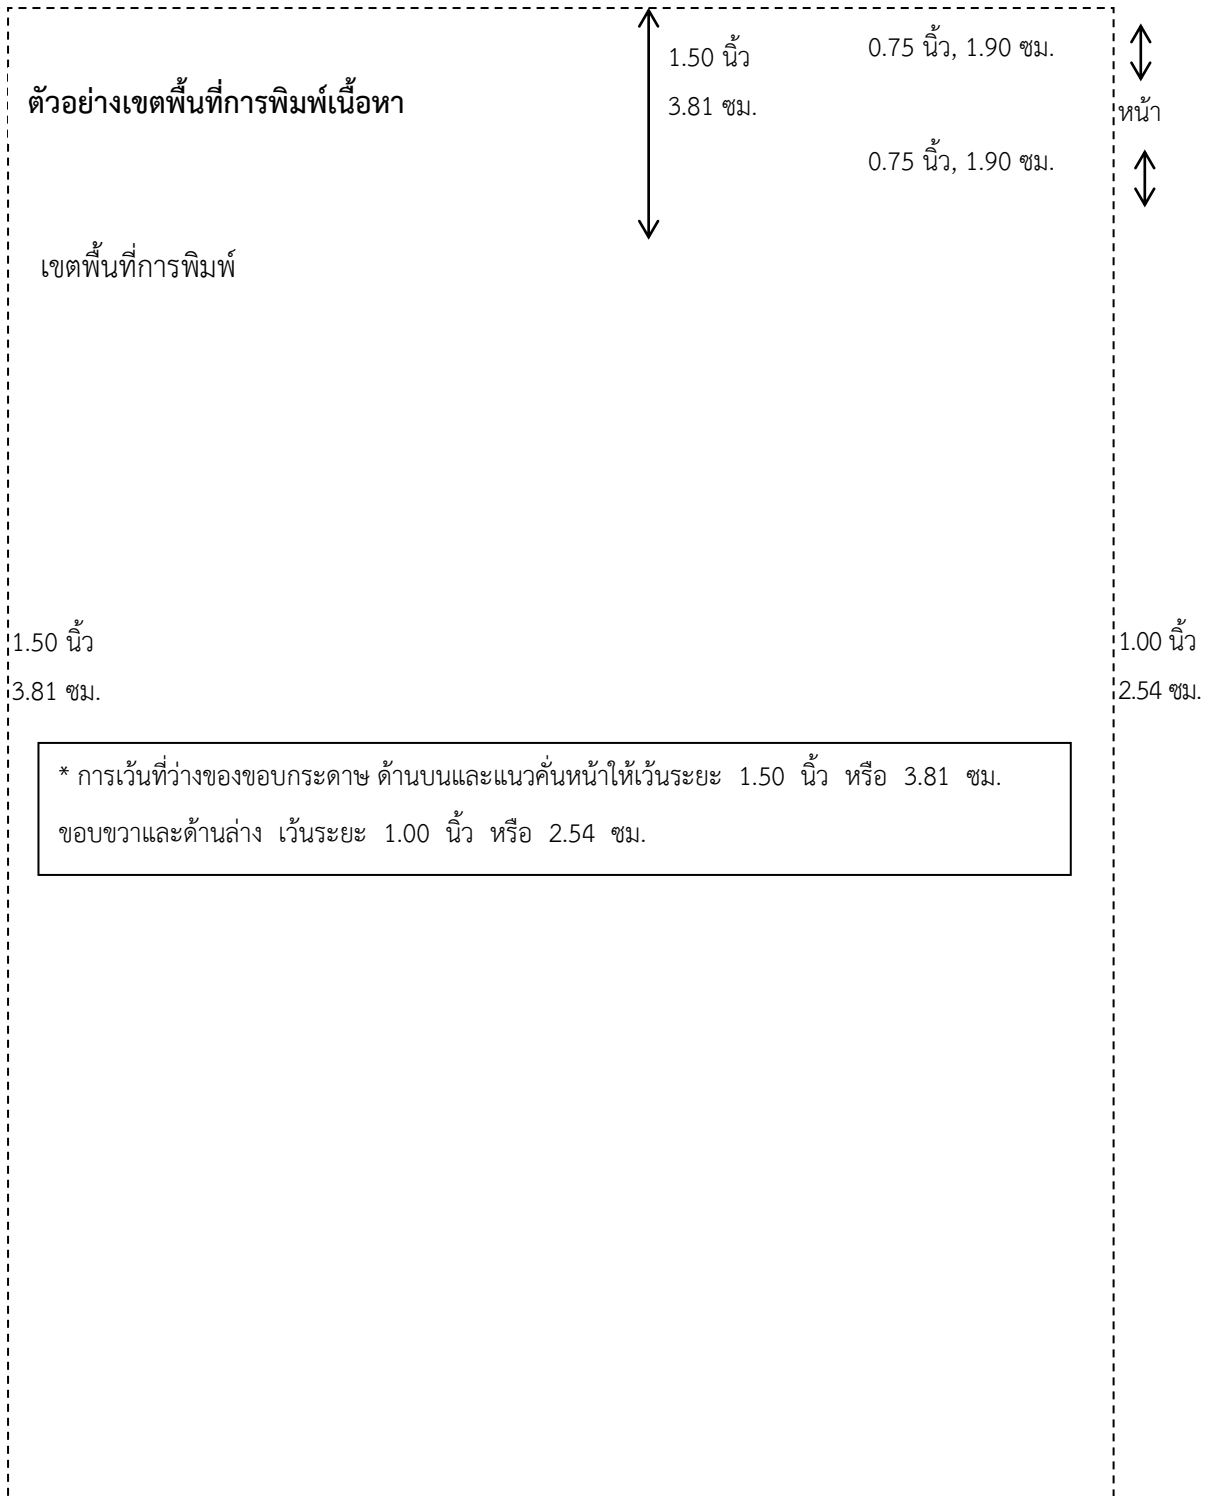 1.50 นิ้ว
0.75 นิ้ว, 1.90 ซม.
ตัวอย่างเขตพื้นที่การพิมพ์เนื้อหา
3.81 ซม.
หน้า
0.75 นิ้ว, 1.90 ซม.
เขตพื้นที่การพิมพ์
1.50 นิ้ว
1.00 นิ้ว
3.81 ซม.
2.54 ซม.
* การเว้นที่ว่างของขอบกระดาษ ด้านบนและแนวคั่นหน้าให้เว้นระยะ 1.50 นิ้ว หรือ 3.81 ซม.
ขอบขวาและด้านล่าง เว้นระยะ 1.00 นิ้ว หรือ 2.54 ซม.